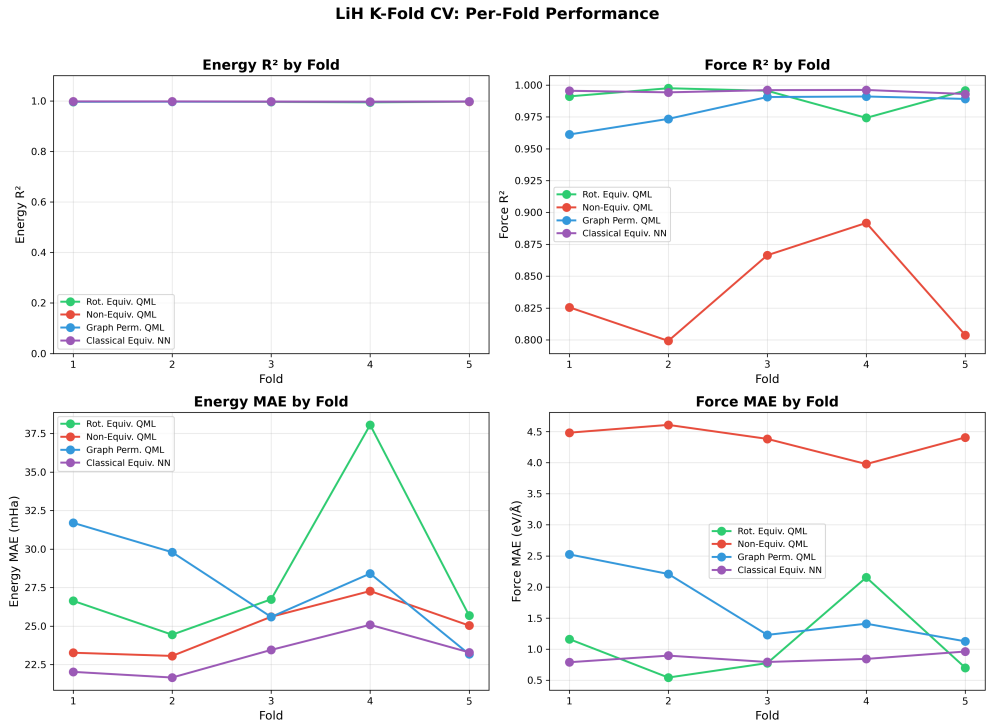 LiH K-Fold CV: Per-Fold Performance
Energy R² by Fold
Energy R²
1.0
0.8
0.6
0.4
0.2
0.0
Rot. Equiv. QML
Non-Equiv. QML
Graph Perm. QML
Classical Equiv. NN
1 2 3 4 5
Fold
Force R² by Fold
Force R²
1.000
0.975
0.950
0.925
0.900
0.875
0.850
0.825
0.800
Rot. Equiv. QML
Non-Equiv. QML
Graph Perm. QML
Classical Equiv. NN
1 2 3 4 5
Fold
Energy MAE by Fold
Energy MAE (mHa)
37.5
35.0
32.5
30.0
27.5
25.0
22.5
Rot. Equiv. QML
Non-Equiv. QML
Graph Perm. QML
Classical Equiv. NN
1 2 3 4 5
Fold
Force MAE by Fold
Force MAE (eV/Å)
4.5
4.0
3.5
3.0
2.5
2.0
1.5
1.0
0.5
Rot. Equiv. QML
Non-Equiv. QML
Graph Perm. QML
Classical Equiv. NN
1 2 3 4 5
Fold